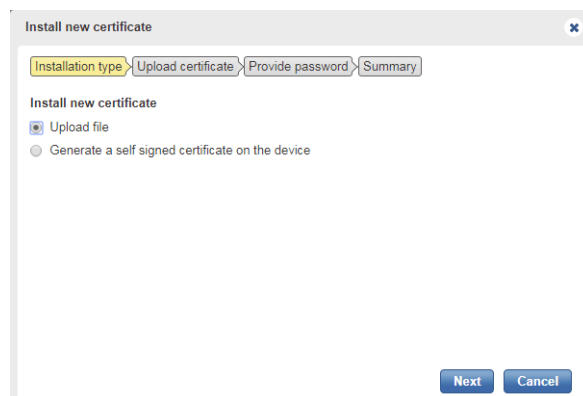 Install new certificate
Installation type Upload certificate Provide password Summary
Install new certificate
Upload file
Generate a self signed certificate on the device
Next Cancel